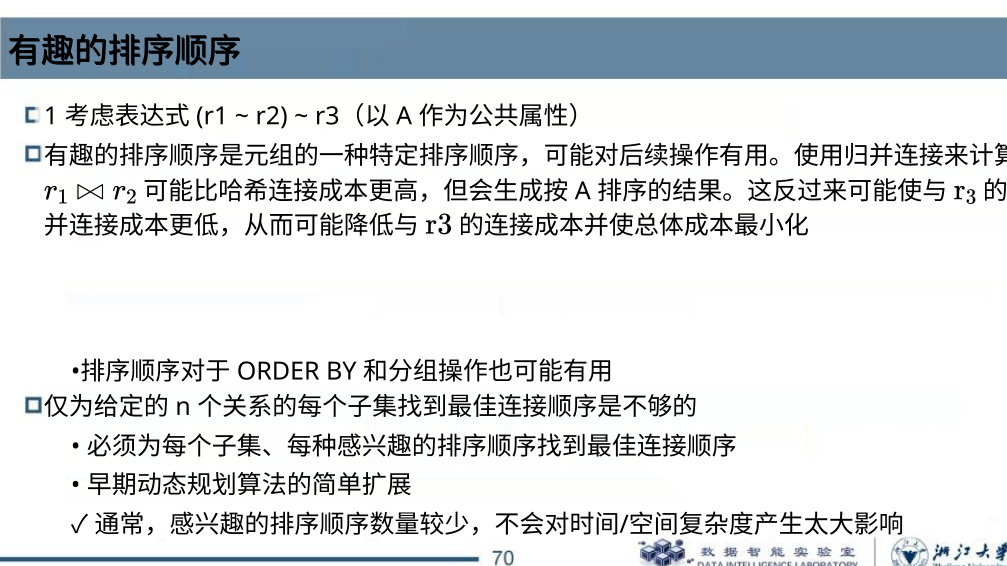 有趣的排序顺序
1 考虑表达式 (r1 ~ r2) ~ r3（以 A 作为公共属性）
有趣的排序顺序是元组的一种特定排序顺序，可能对后续操作有用。使用归并连接来计算
r₁ ⋈ r₂ 可能比哈希连接成本更高，但会生成按 A 排序的结果。这反过来可能使与 r₃ 的
并连接成本更低，从而可能降低与 r3 的连接成本并使总体成本最小化
•排序顺序对于 ORDER BY 和分组操作也可能有用
仅为给定的 n 个关系的每个子集找到最佳连接顺序是不够的
• 必须为每个子集、每种感兴趣的排序顺序找到最佳连接顺序
• 早期动态规划算法的简单扩展
✓ 通常，感兴趣的排序顺序数量较少，不会对时间/空间复杂度产生太大影响
70
数据智能实验室
DATA INTELLIGENCE LABORATORY
浙江大学